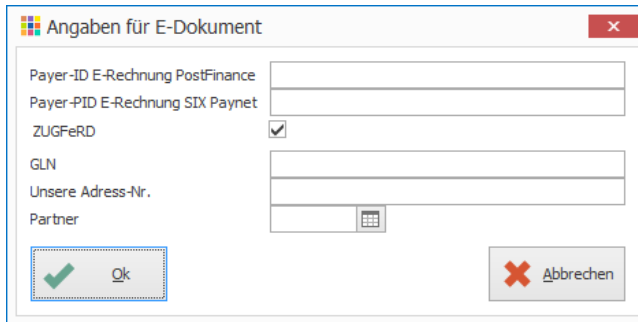 Angaben für E-Dokument
Payer-ID E-Rechnung PostFinance
Payer-PID E-Rechnung SIX Paynet
ZUGFeRD
GLN
Unsere Adress-Nr.
Partner
Ok
Abbrechen